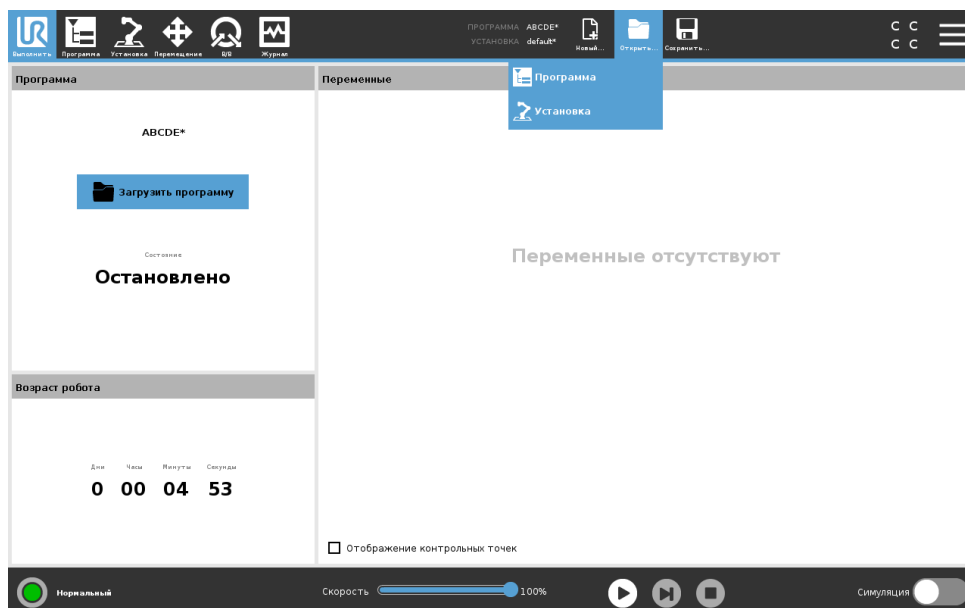 UR
ПРОГРАММА ABCDE*
УСТАНОВКА default*
C C
C C
Выполнить Программа Установка Перемещение В/В Журнал Новый... Открыть... Сохранить...
Программа
Установка
Программа
Переменные
ABCDE*
Загрузить программу
Состояние
Остановлено
Переменные отсутствуют
Возраст робота
Дни Часы Минуты Секунды
0 00 04 53
Отображение контрольных точек
Нормальный
Скорость 100%
Симуляция